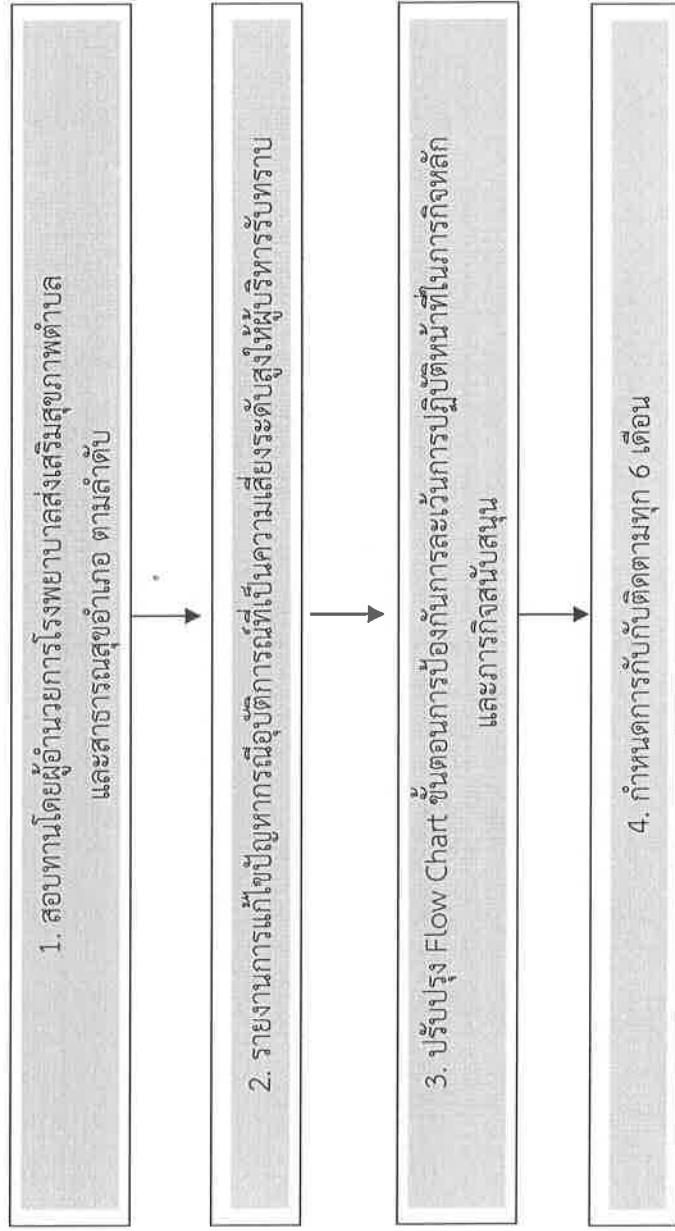 1. สอบทานโดยผู้อำนวยการโรงพยาบาลส่งเสริมสุขภาพตำบล
และสาธารณสุขอำเภอ ตามลำดับ
2. รายงานการแก้ไขปัญหากรณีอุบัติการณ์ที่เป็นความเสี่ยงระดับสูงให้ผู้บริหารรับทราบ
3. ปรับปรุง Flow Chart ขั้นตอนการป้องกันการละเว้นการปฏิบัติหน้าที่ในภารกิจหลัก
และภารกิจสนับสนุน
4. กำหนดการกับกับติดตามทุก 6 เดือน